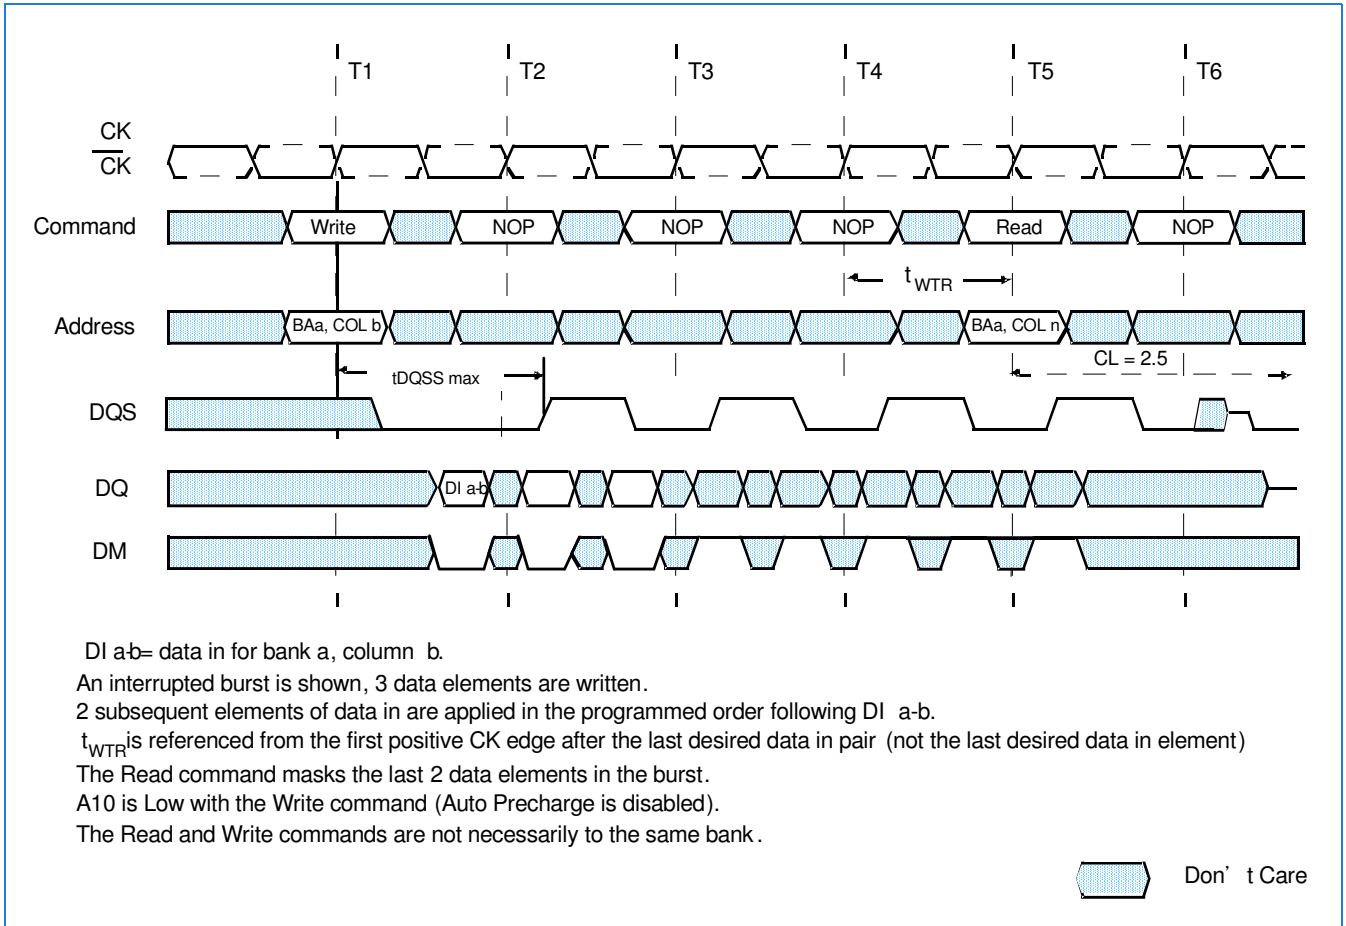 T1 T2 T3 T4 T5 T6
CK
CK
Command Write NOP NOP NOP Read NOP
tWTR
Address BAa, COL b BAa, COL n
tDQSS max CL = 2.5
DQS
DQ DI a-b
DM
DI a-b= data in for bank a, column b.
An interrupted burst is shown, 3 data elements are written.
2 subsequent elements of data in are applied in the programmed order following DI a-b.
tWTR is referenced from the first positive CK edge after the last desired data in pair (not the last desired data in element)
The Read command masks the last 2 data elements in the burst.
A10 is Low with the Write command (Auto Precharge is disabled).
The Read and Write commands are not necessarily to the same bank.
Don't Care